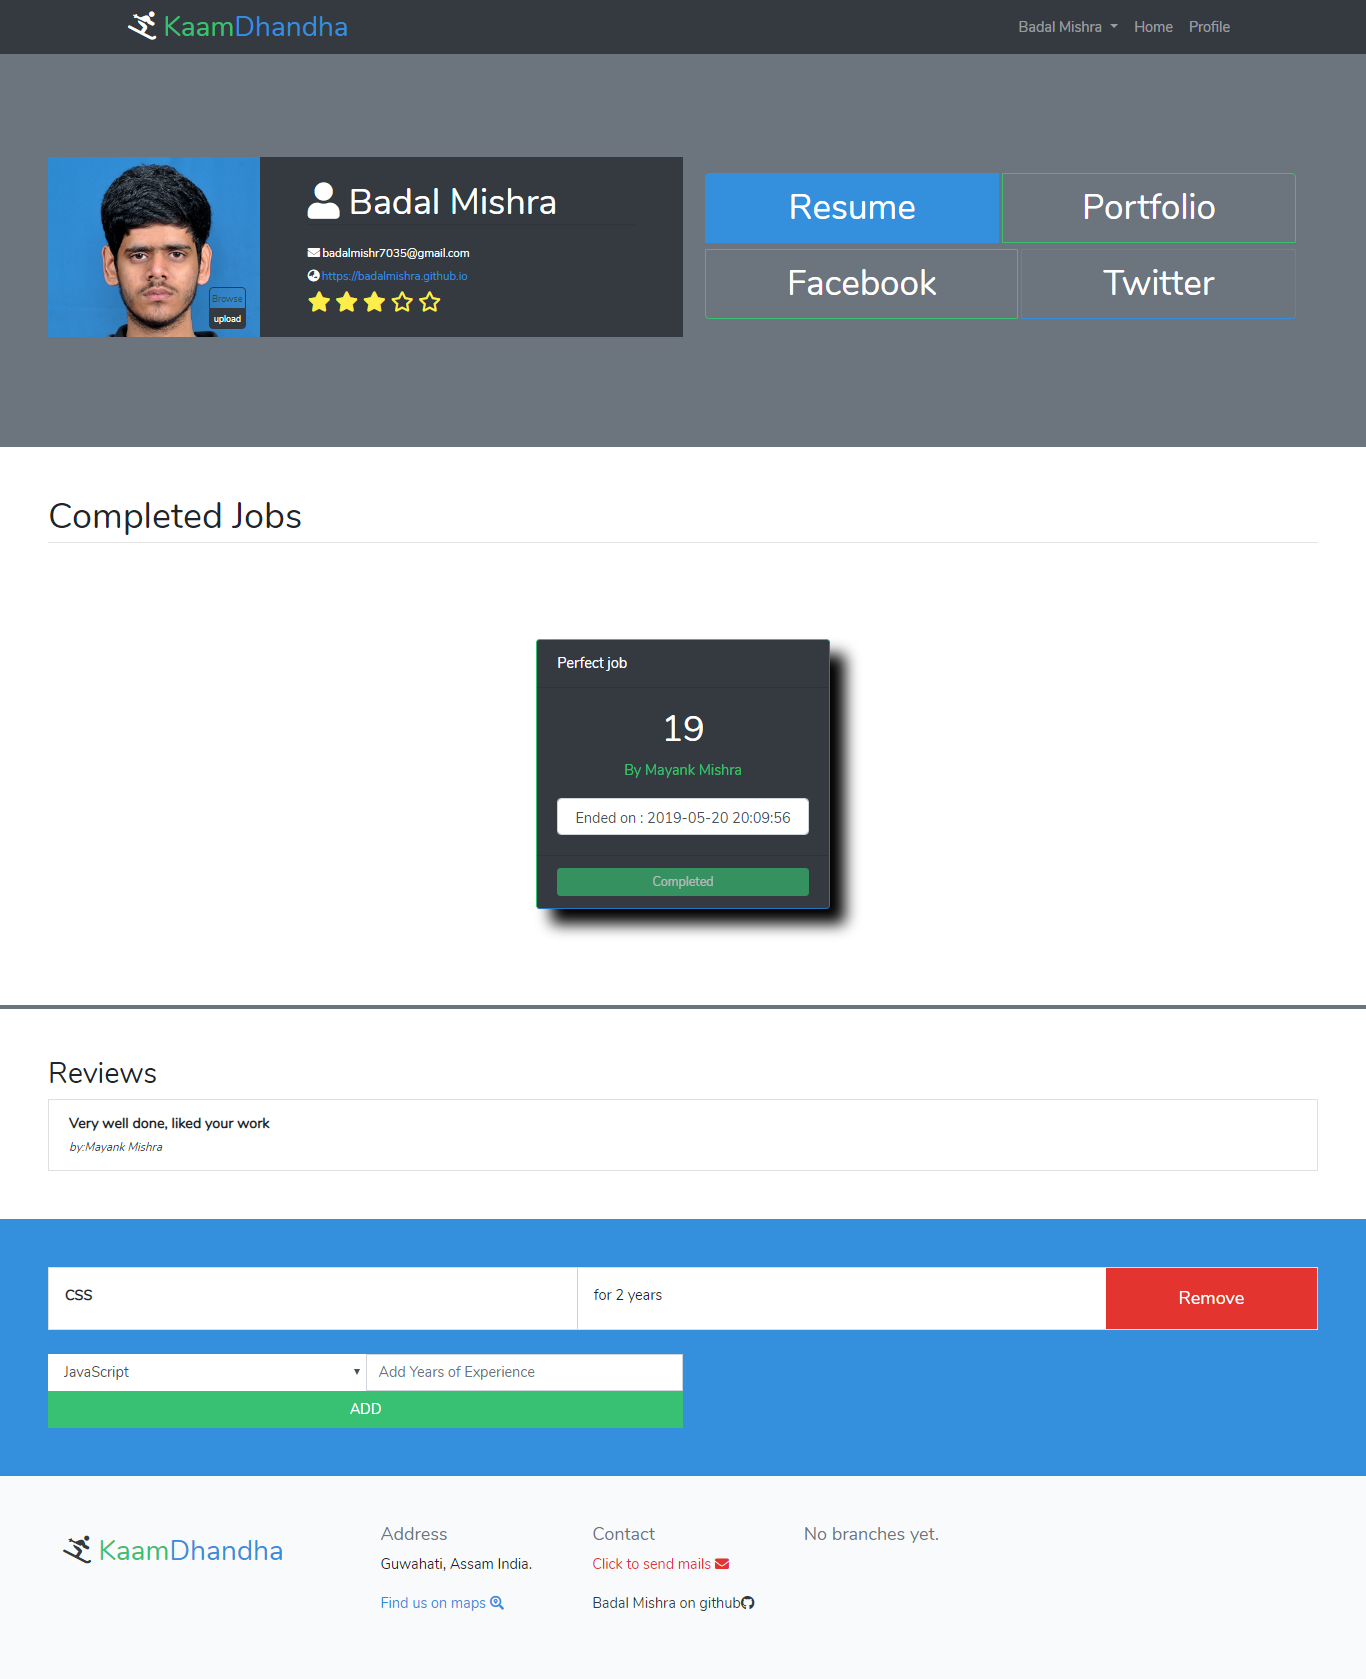 KaamDhandha
Badal Mishra Home Profile
Badal Mishra
badalmishr7035@gmail.com
https://badalmishra.github.io
Browse
upload
Resume
Portfolio
Facebook
Twitter
Completed Jobs
Perfect job
19
By Mayank Mishra
Ended on : 2019-05-20 20:09:56
Completed
Reviews
Very well done, liked your work
by:Mayank Mishra
CSS
for 2 years
Remove
JavaScript
Add Years of Experience
ADD
KaamDhandha
Address
Guwahati, Assam India.
Find us on maps
Contact
Click to send mails
Badal Mishra on github
No branches yet.